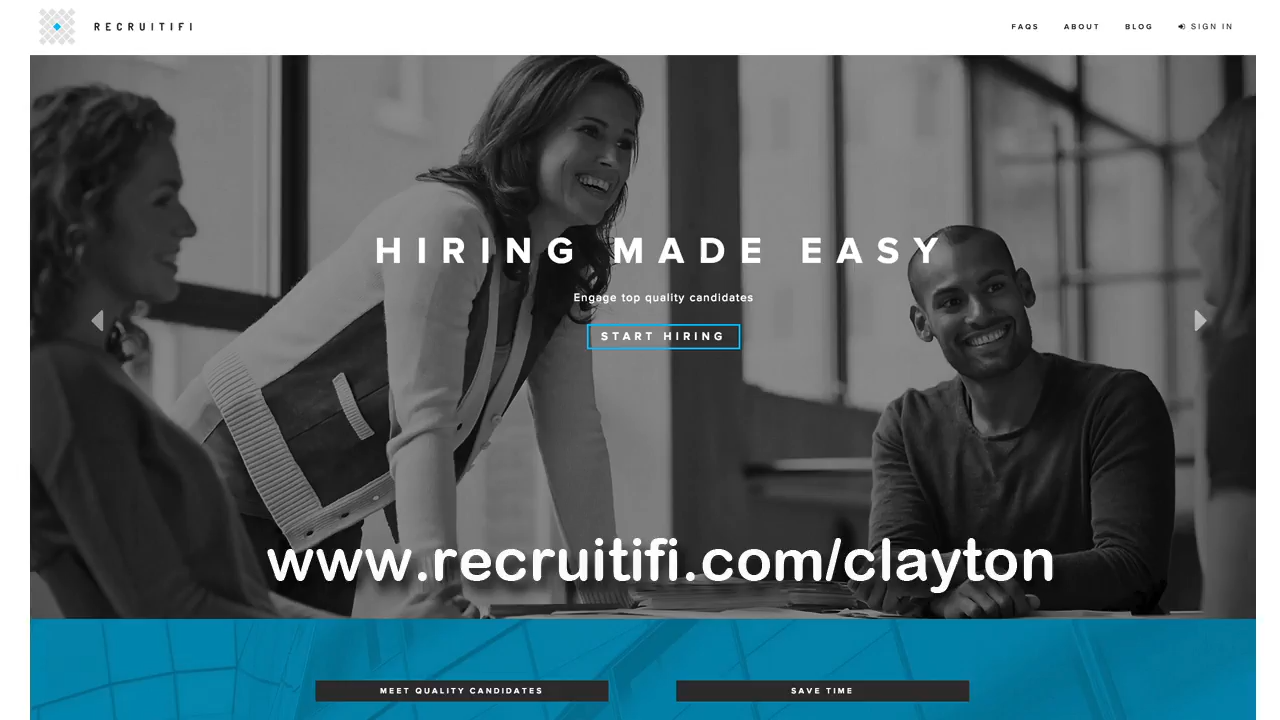 RECRUITIFI
FAQS ABOUT BLOG SIGN IN
HIRING MADE EASY
Engage top quality candidates
START HIRING
www.recruitifi.com/clayton
MEET QUALITY CANDIDATES SAVE TIME